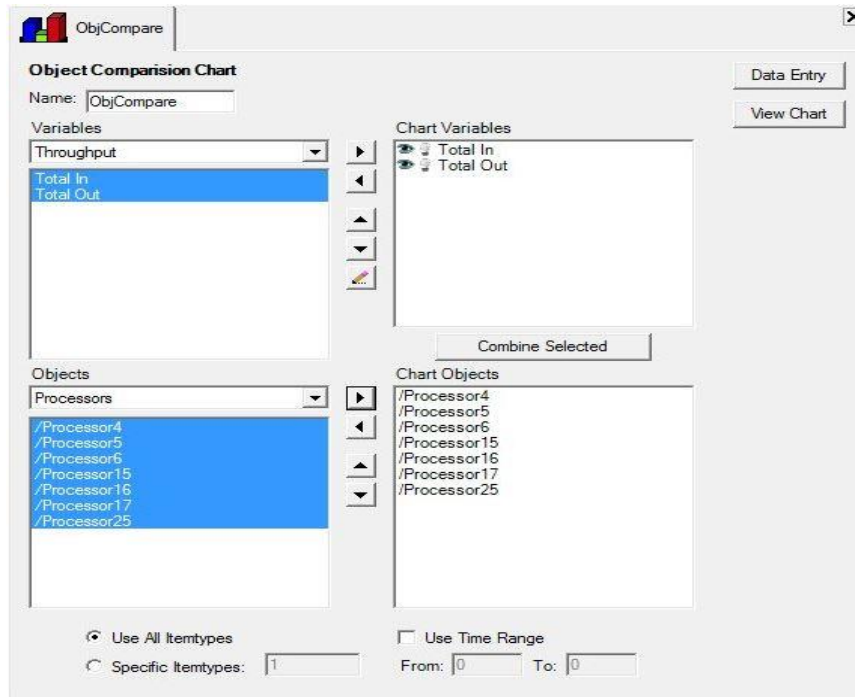 ObjCompare
Object Comparision Chart
Name: ObjCompare
Data Entry
View Chart
Variables
Throughput
Total In
Total Out
Chart Variables
Total In
Total Out
Combine Selected
Objects
Processors
/Processor4
/Processor5
/Processor6
/Processor15
/Processor16
/Processor17
/Processor25
Chart Objects
/Processor4
/Processor5
/Processor6
/Processor15
/Processor16
/Processor17
/Processor25
Use All Itemtypes
Specific Itemtypes: 1
Use Time Range
From: 0 To: 0